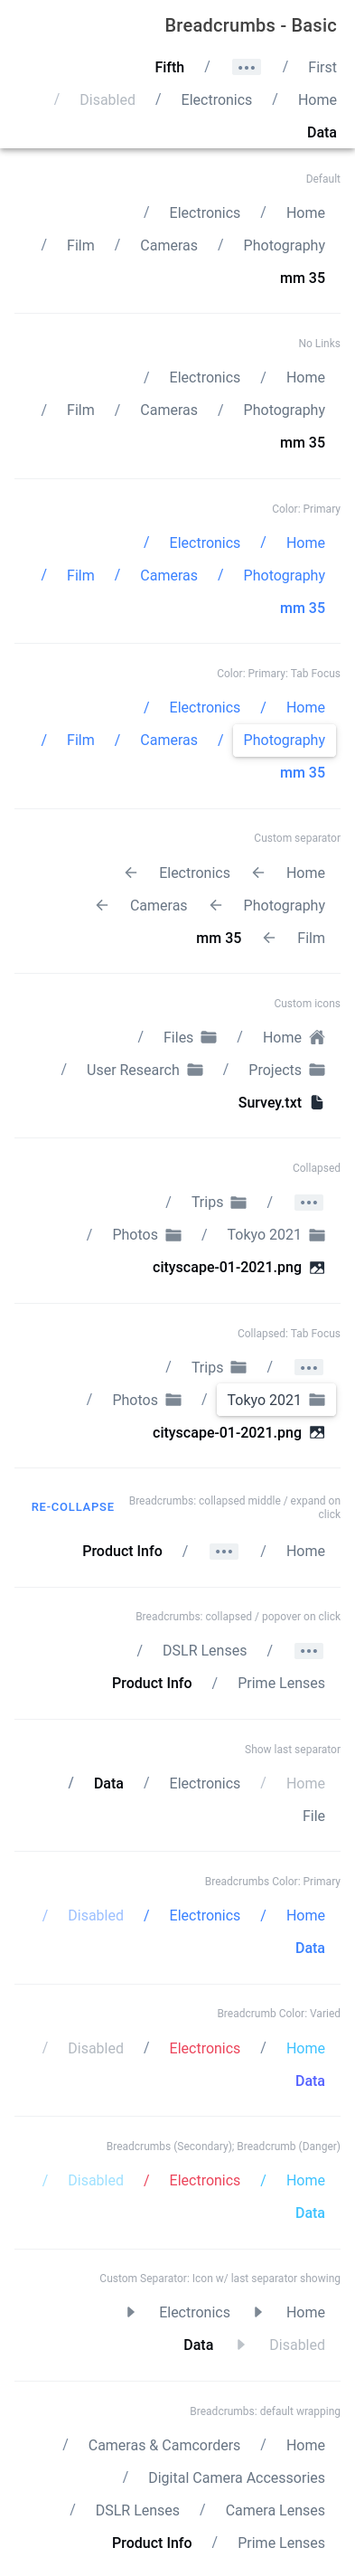 Breadcrumbs - Basic
First / ••• / Fifth
Home / Electronics / Disabled /
Data
Default
Home / Electronics /
Photography / Cameras / Film /
mm 35
No Links
Home / Electronics /
Photography / Cameras / Film /
mm 35
Color: Primary
Home / Electronics /
Photography / Cameras / Film /
mm 35
Color: Primary: Tab Focus
Home / Electronics /
Photography / Cameras / Film /
mm 35
Custom separator
Home ← Electronics ←
Photography ← Cameras ←
Film ← mm 35
Custom icons
Home / Files /
Projects / User Research /
Survey.txt
Collapsed
••• / Trips /
Tokyo 2021 / Photos /
cityscape-01-2021.png
Collapsed: Tab Focus
••• / Trips /
Tokyo 2021 / Photos /
cityscape-01-2021.png
Breadcrumbs: collapsed middle / expand on
click
RE-COLLAPSE
Home / ••• / Product Info
Breadcrumbs: collapsed / popover on click
••• / DSLR Lenses /
Prime Lenses / Product Info
Show last separator
Home / Electronics / Data /
File
Breadcrumbs Color: Primary
Home / Electronics / Disabled /
Data
Breadcrumb Color: Varied
Home / Electronics / Disabled /
Data
Breadcrumbs (Secondary); Breadcrumb (Danger)
Home / Electronics / Disabled /
Data
Custom Separator: Icon w/ last separator showing
Home Electronics
Disabled Data
Breadcrumbs: default wrapping
Home / Cameras & Camcorders /
Digital Camera Accessories /
Camera Lenses / DSLR Lenses /
Prime Lenses / Product Info